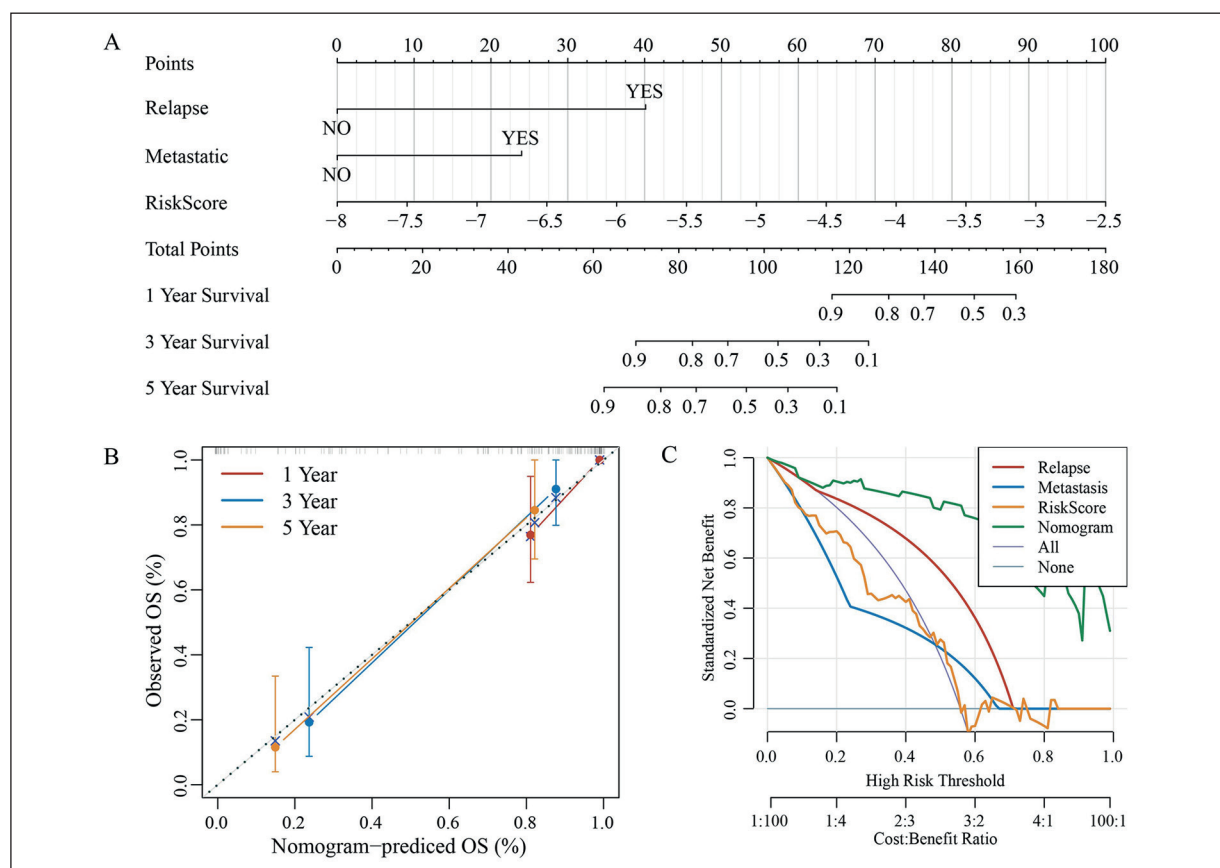 A
0 10 20 30 40 50 60 70 80 90 100
Points
YES
Relapse
NO
YES
Metastatic
NO
RiskScore
−8 −7.5 −7 −6.5 −6 −5.5 −5 −4.5 −4 −3.5 −3 −2.5
Total Points
0 20 40 60 80 100 120 140 160 180
1 Year Survival
0.9 0.8 0.7 0.5 0.3
3 Year Survival
0.9 0.8 0.7 0.5 0.3 0.1
5 Year Survival
0.9 0.8 0.7 0.5 0.3 0.1
B
1 Year
3 Year
5 Year
Observed OS (%)
1.0
0.8
0.6
0.4
0.2
0.0
0.0 0.2 0.4 0.6 0.8 1.0
Nomogram−prediced OS (%)
C
Relapse
Metastasis
RiskScore
Nomogram
All
None
Standardized Net Benefit
1.0
0.8
0.6
0.4
0.2
0.0
0.0 0.2 0.4 0.6 0.8 1.0
High Risk Threshold
1:100 1:4 2:3 3:2 4:1 100:1
Cost:Benefit Ratio